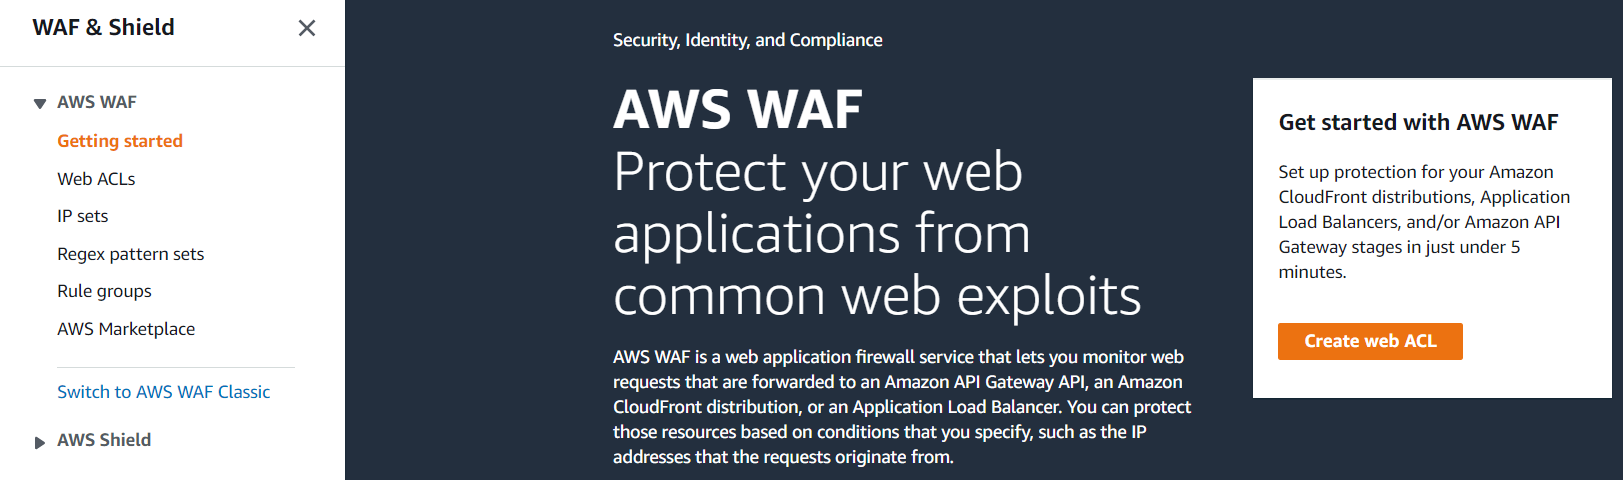 WAF & Shield
AWS WAF
Getting started
Web ACLs
IP sets
Regex pattern sets
Rule groups
AWS Marketplace
Switch to AWS WAF Classic
AWS Shield
Security, Identity, and Compliance
AWS WAF
Protect your web
applications from
common web exploits
AWS WAF is a web application firewall service that lets you monitor web
requests that are forwarded to an Amazon API Gateway API, an Amazon
CloudFront distribution, or an Application Load Balancer. You can protect
those resources based on conditions that you specify, such as the IP
addresses that the requests originate from.
Get started with AWS WAF
Set up protection for your Amazon
CloudFront distributions, Application
Load Balancers, and/or Amazon API
Gateway stages in just under 5
minutes.
Create web ACL